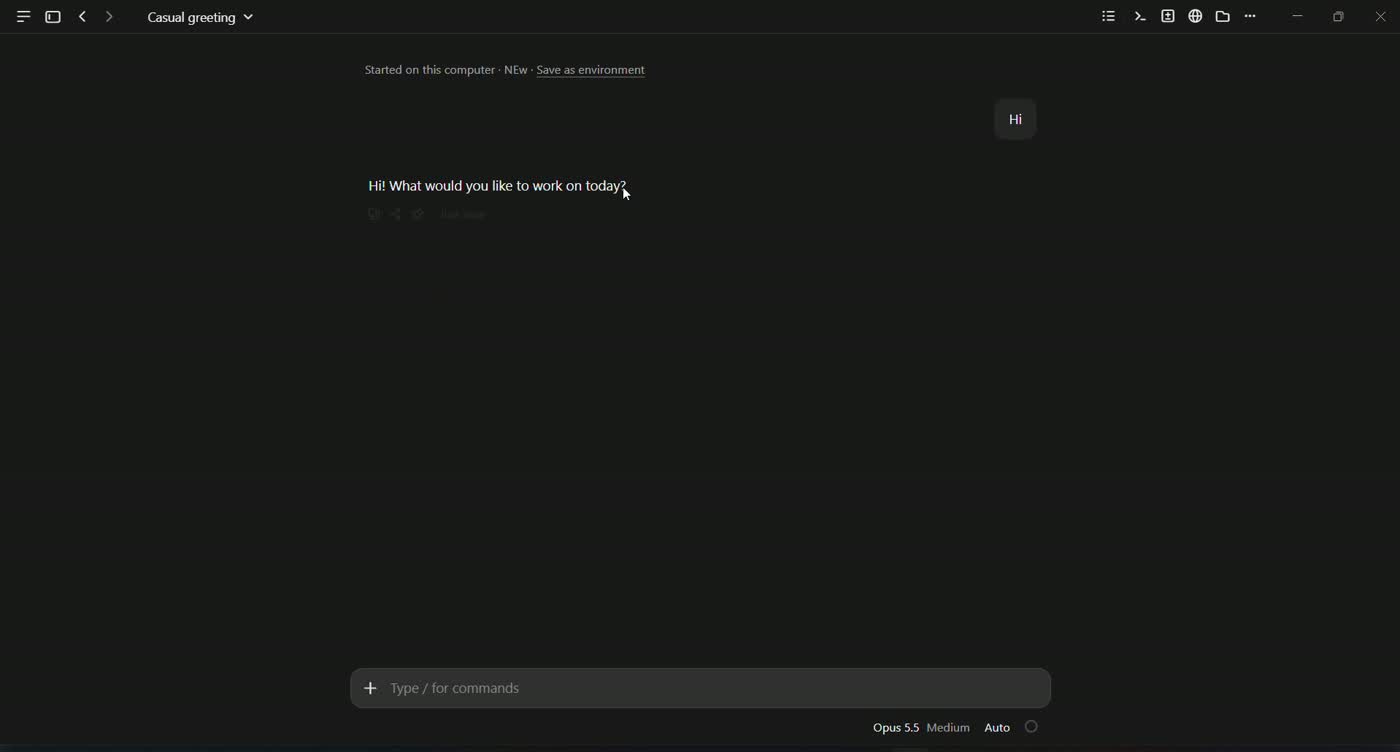 Casual greeting
Started on this computer · NEw · Save as environment
Hi
Hi! What would you like to work on today?
Type / for commands
Opus 5.5 Medium Auto